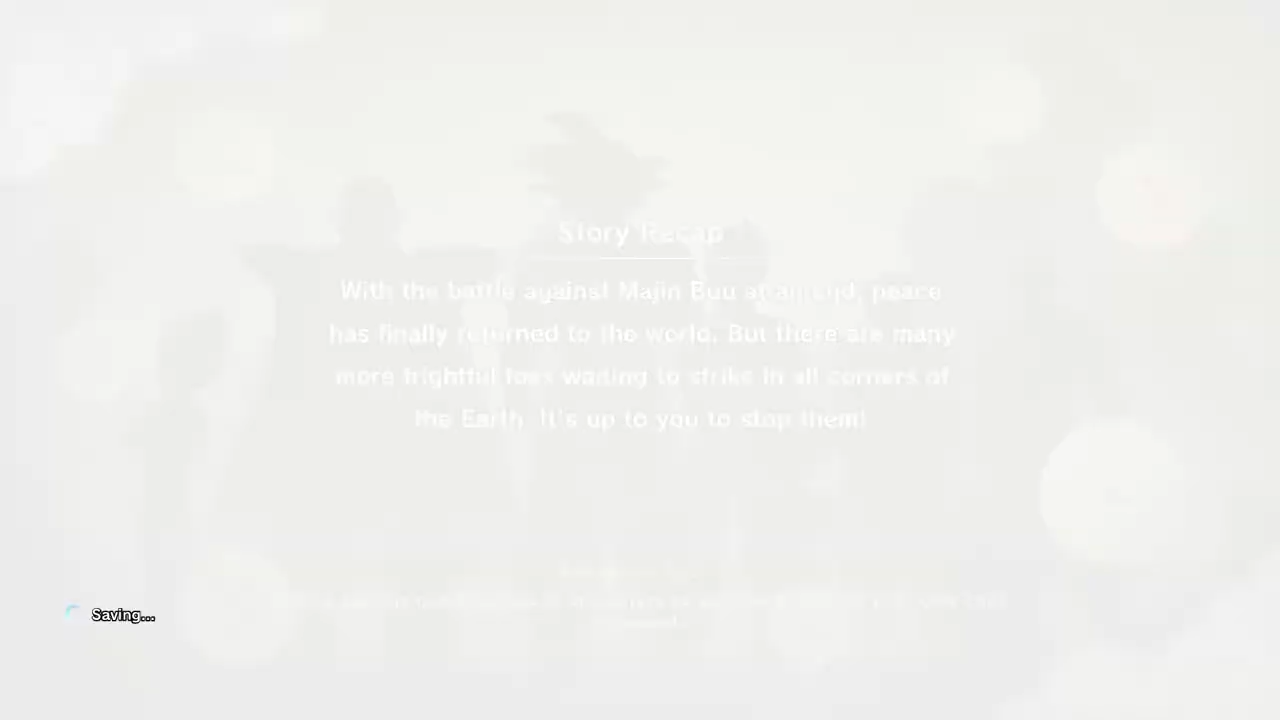 Story Recap
With the battle against Majin Buu at an end, peace
has finally returned to the world. But there are many
more frightful foes waiting to strike in all corners of
the Earth. It's up to you to stop them!
Saving...